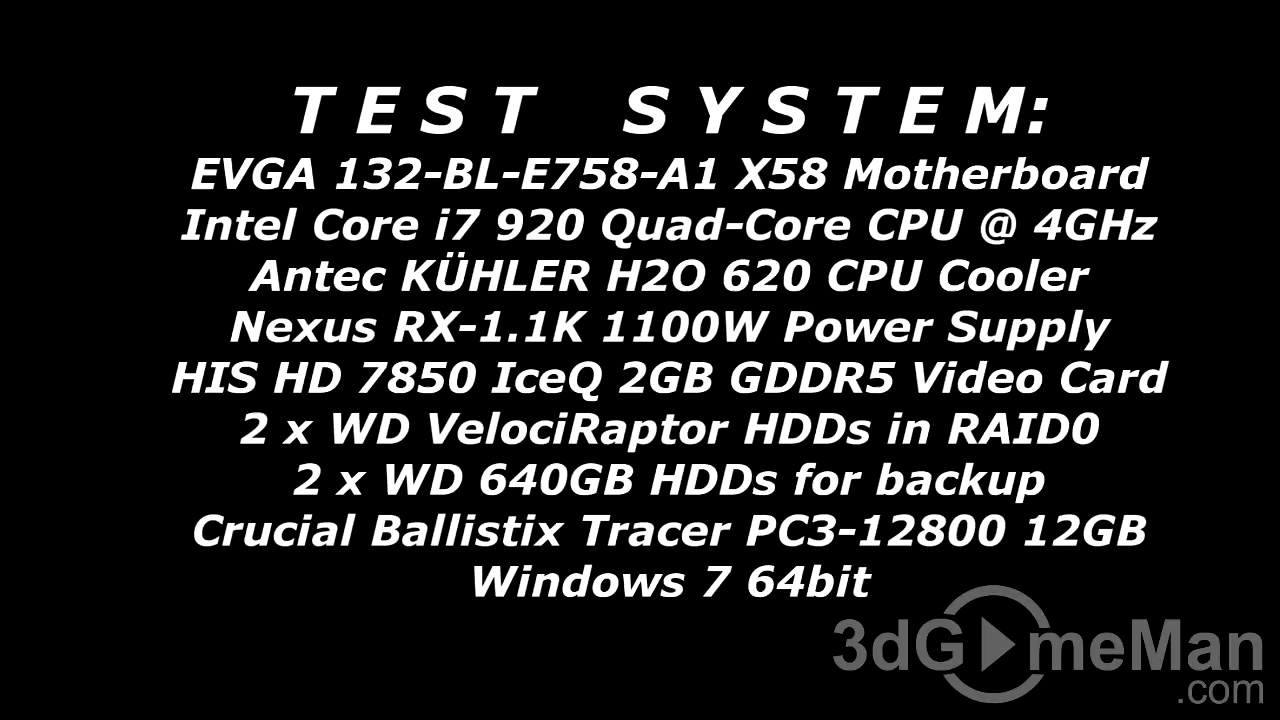 TEST SYSTEM:
EVGA 132-BL-E758-A1 X58 Motherboard
Intel Core i7 920 Quad-Core CPU @ 4GHz
Antec KÜHLER H2O 620 CPU Cooler
Nexus RX-1.1K 1100W Power Supply
HIS HD 7850 IceQ 2GB GDDR5 Video Card
2 x WD VelociRaptor HDDs in RAID0
2 x WD 640GB HDDs for backup
Crucial Ballistix Tracer PC3-12800 12GB
Windows 7 64bit
3dGameMan
.com